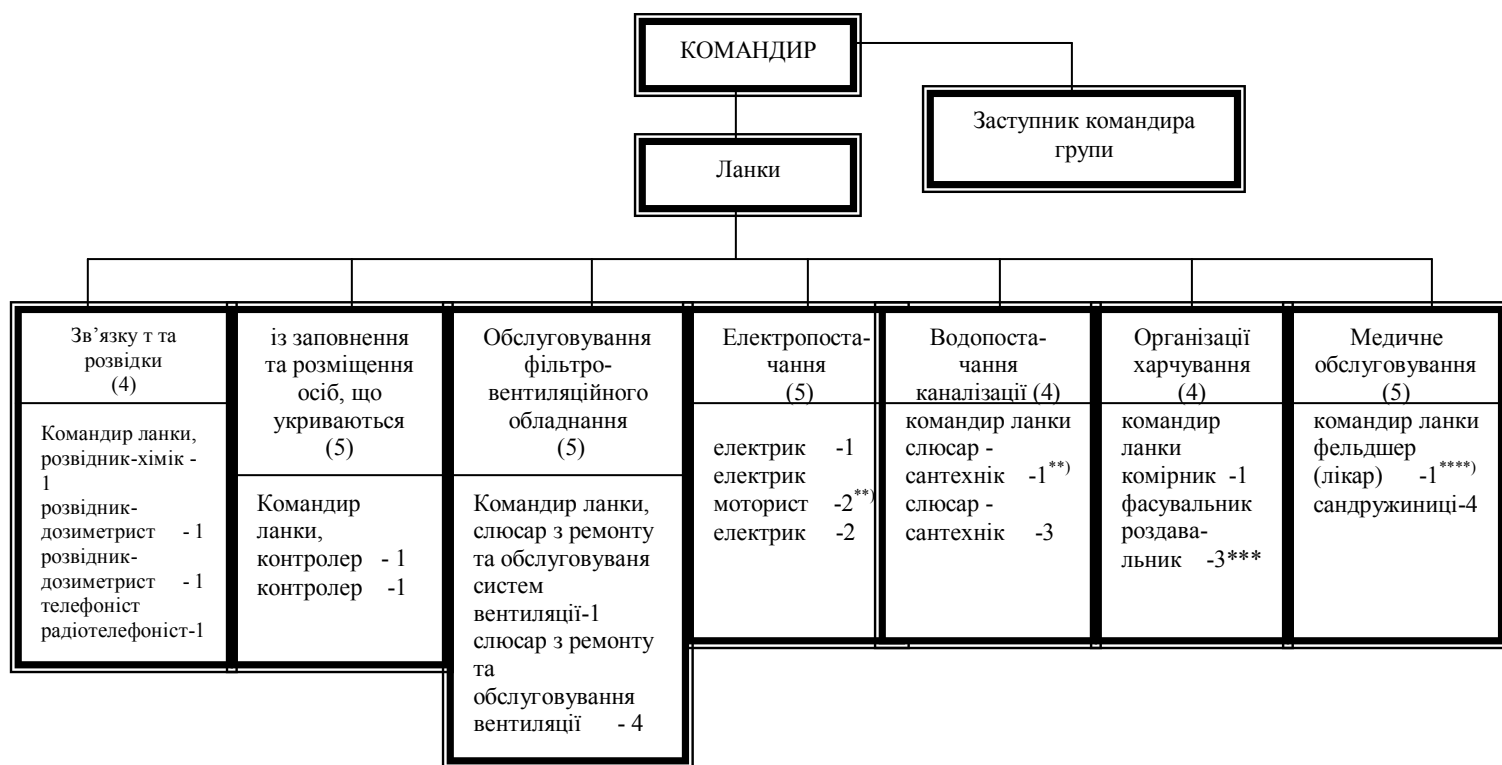 КОМАНДИР
Заступник командира
групи
Ланки
Зв’язку т та
розвідки
(4)
Командир ланки,
розвідник-хімік -
1
розвідник-
дозиметрист - 1
розвідник-
дозиметрист - 1
телефоніст
радіотелефоніст-1
із заповнення
та розміщення
осіб, що
укриваються
(5)
Командир
ланки,
контролер - 1
контролер -1
Обслуговування
фільтро-
вентиляційного
обладнання
(5)
Командир ланки,
слюсар з ремонту
та обслуговуваня
систем
вентиляції-1
слюсар з ремонту
та
обслуговування
вентиляції - 4
Електропоста-
чання
(5)
електрик -1
електрик
моторист -2**)
електрик -2
Водопоста-
чання
каналізації (4)
командир ланки
слюсар -
сантехнік -1**)
слюсар -
сантехнік -3
Організації
харчування
(4)
командир
ланки
комірник -1
фасувальник
роздава-
льник -3***
Медичне
обслуговування
(5)
командир ланки
фельдшер
(лікар) -1****)
сандружиниці-4